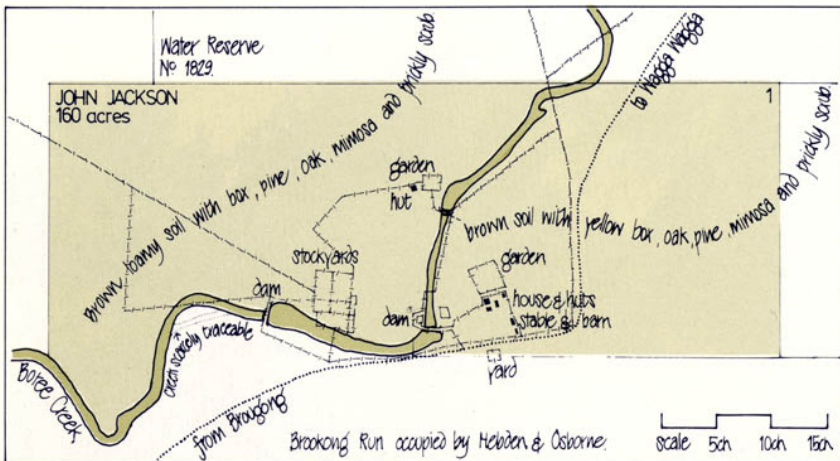 Water Reserve
No 1829.
JOHN JACKSON
160 acres
1
to Wagga Wagga
Brown loamy soil with box, pine, oak, mimosa and prickly scrub
garden
hut
brown soil with yellow box, oak, pine, mimosa and prickly scrub
stockyards
garden
dam
dam
house & huts
stable & barn
creek scarcely traceable
yard
Boree Creek
from Brougong
Brookong Run occupied by Hebden & Osborne.
scale 5ch 10ch 15ch